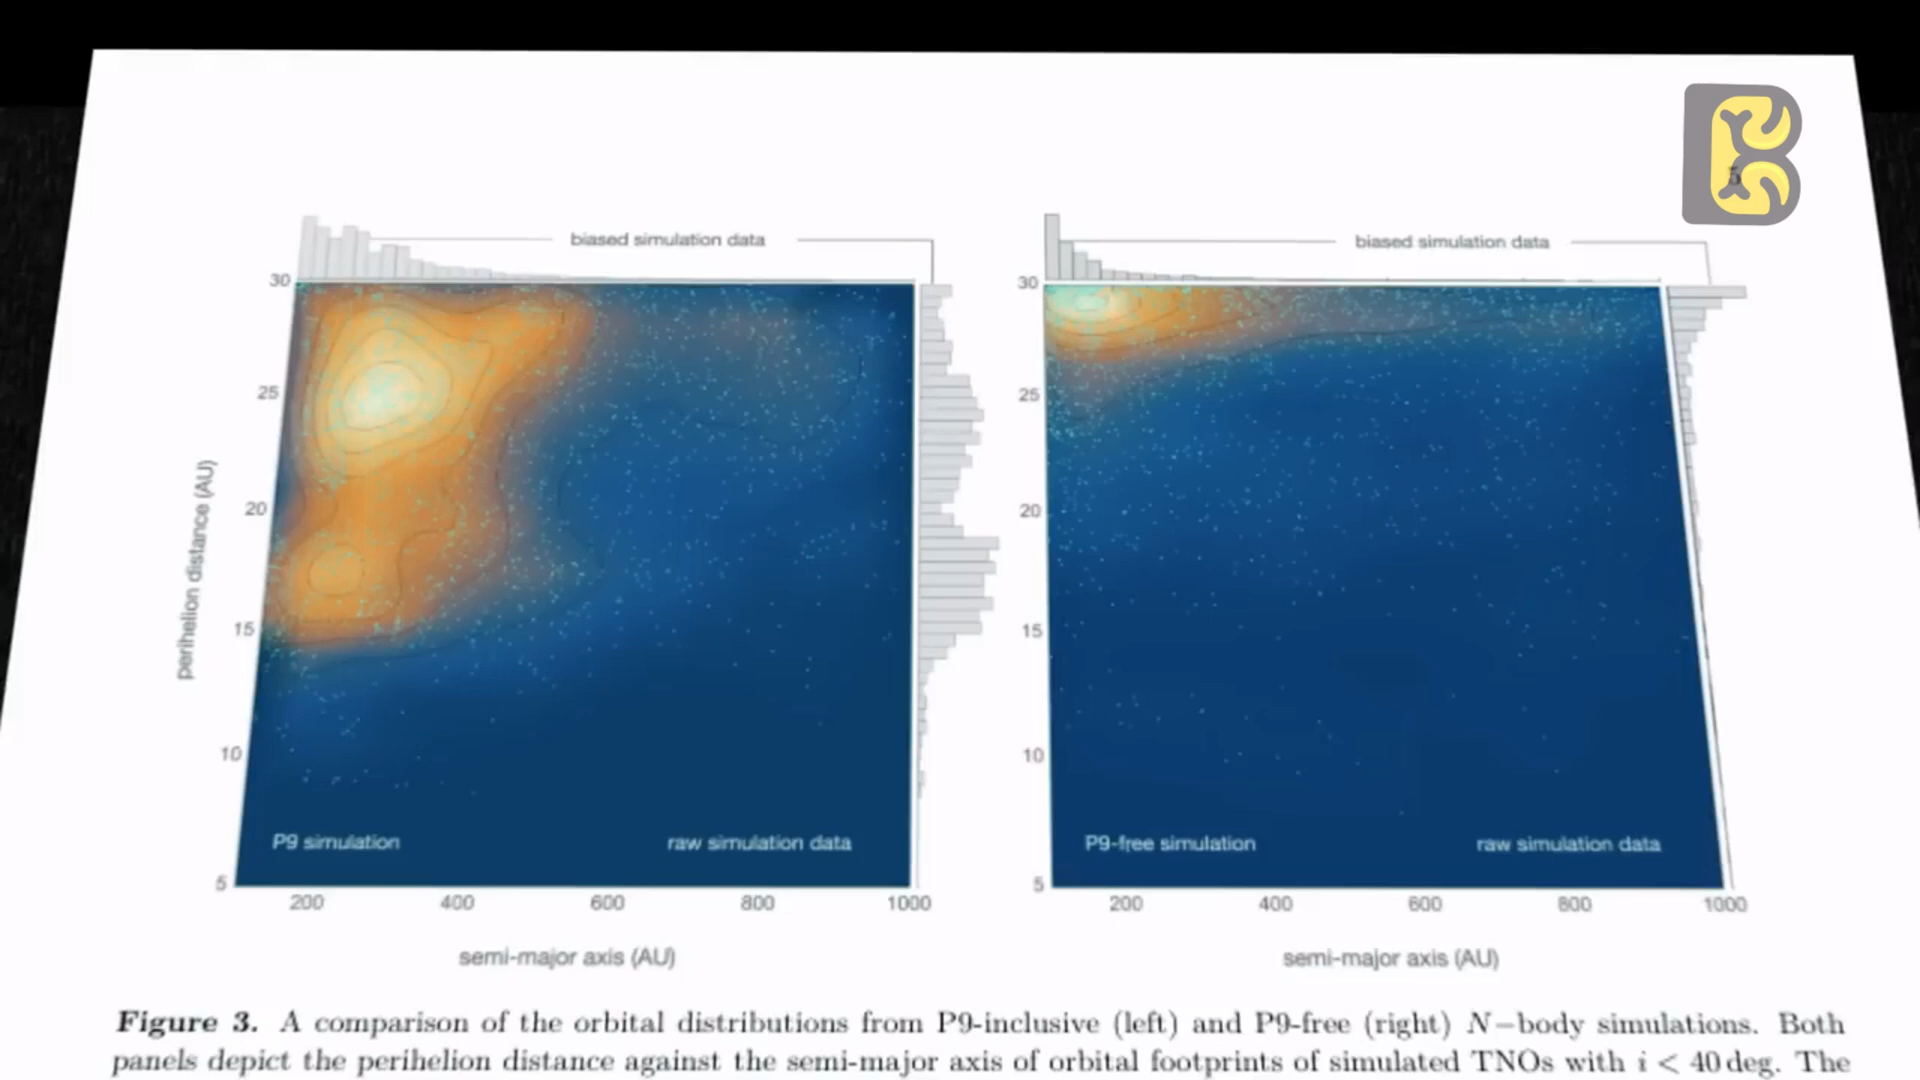 5
biased simulation data
30
25
20
15
10
5
perihelion distance (AU)
P9 simulation
raw simulation data
200 400 600 800 1000
semi-major axis (AU)
biased simulation data
30
25
20
15
10
5
P9-free simulation
raw simulation data
200 400 600 800 1000
semi-major axis (AU)
Figure 3. A comparison of the orbital distributions from P9-inclusive (left) and P9-free (right) N−body simulations. Both
panels depict the perihelion distance against the semi-major axis of orbital footprints of simulated TNOs with i < 40 deg. The